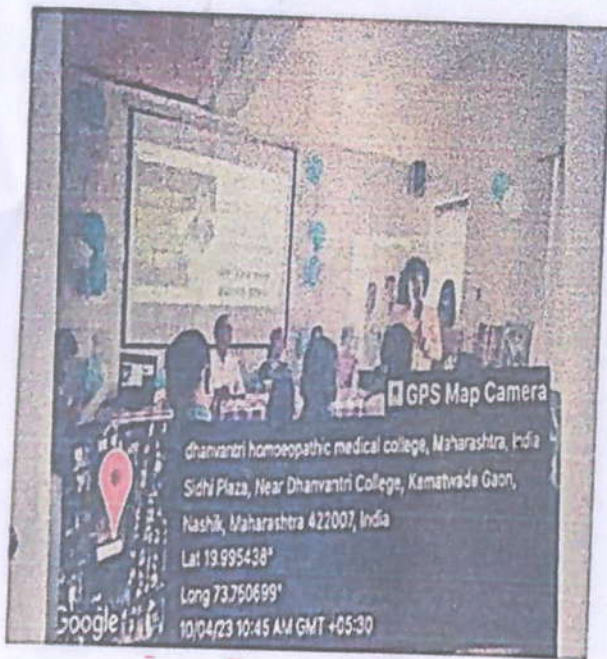 GPS Map Camera
dhanvantri homoeopathic medical college, Maharashtra, India
Sidhi Plaza, Near Dhanvantri College, Kamatwade Gaon,
Nashik, Maharashtra 422007, India
Lat 19.995438°
Long 73.750699°
10/04/23 10:45 AM GMT +05:30
Google